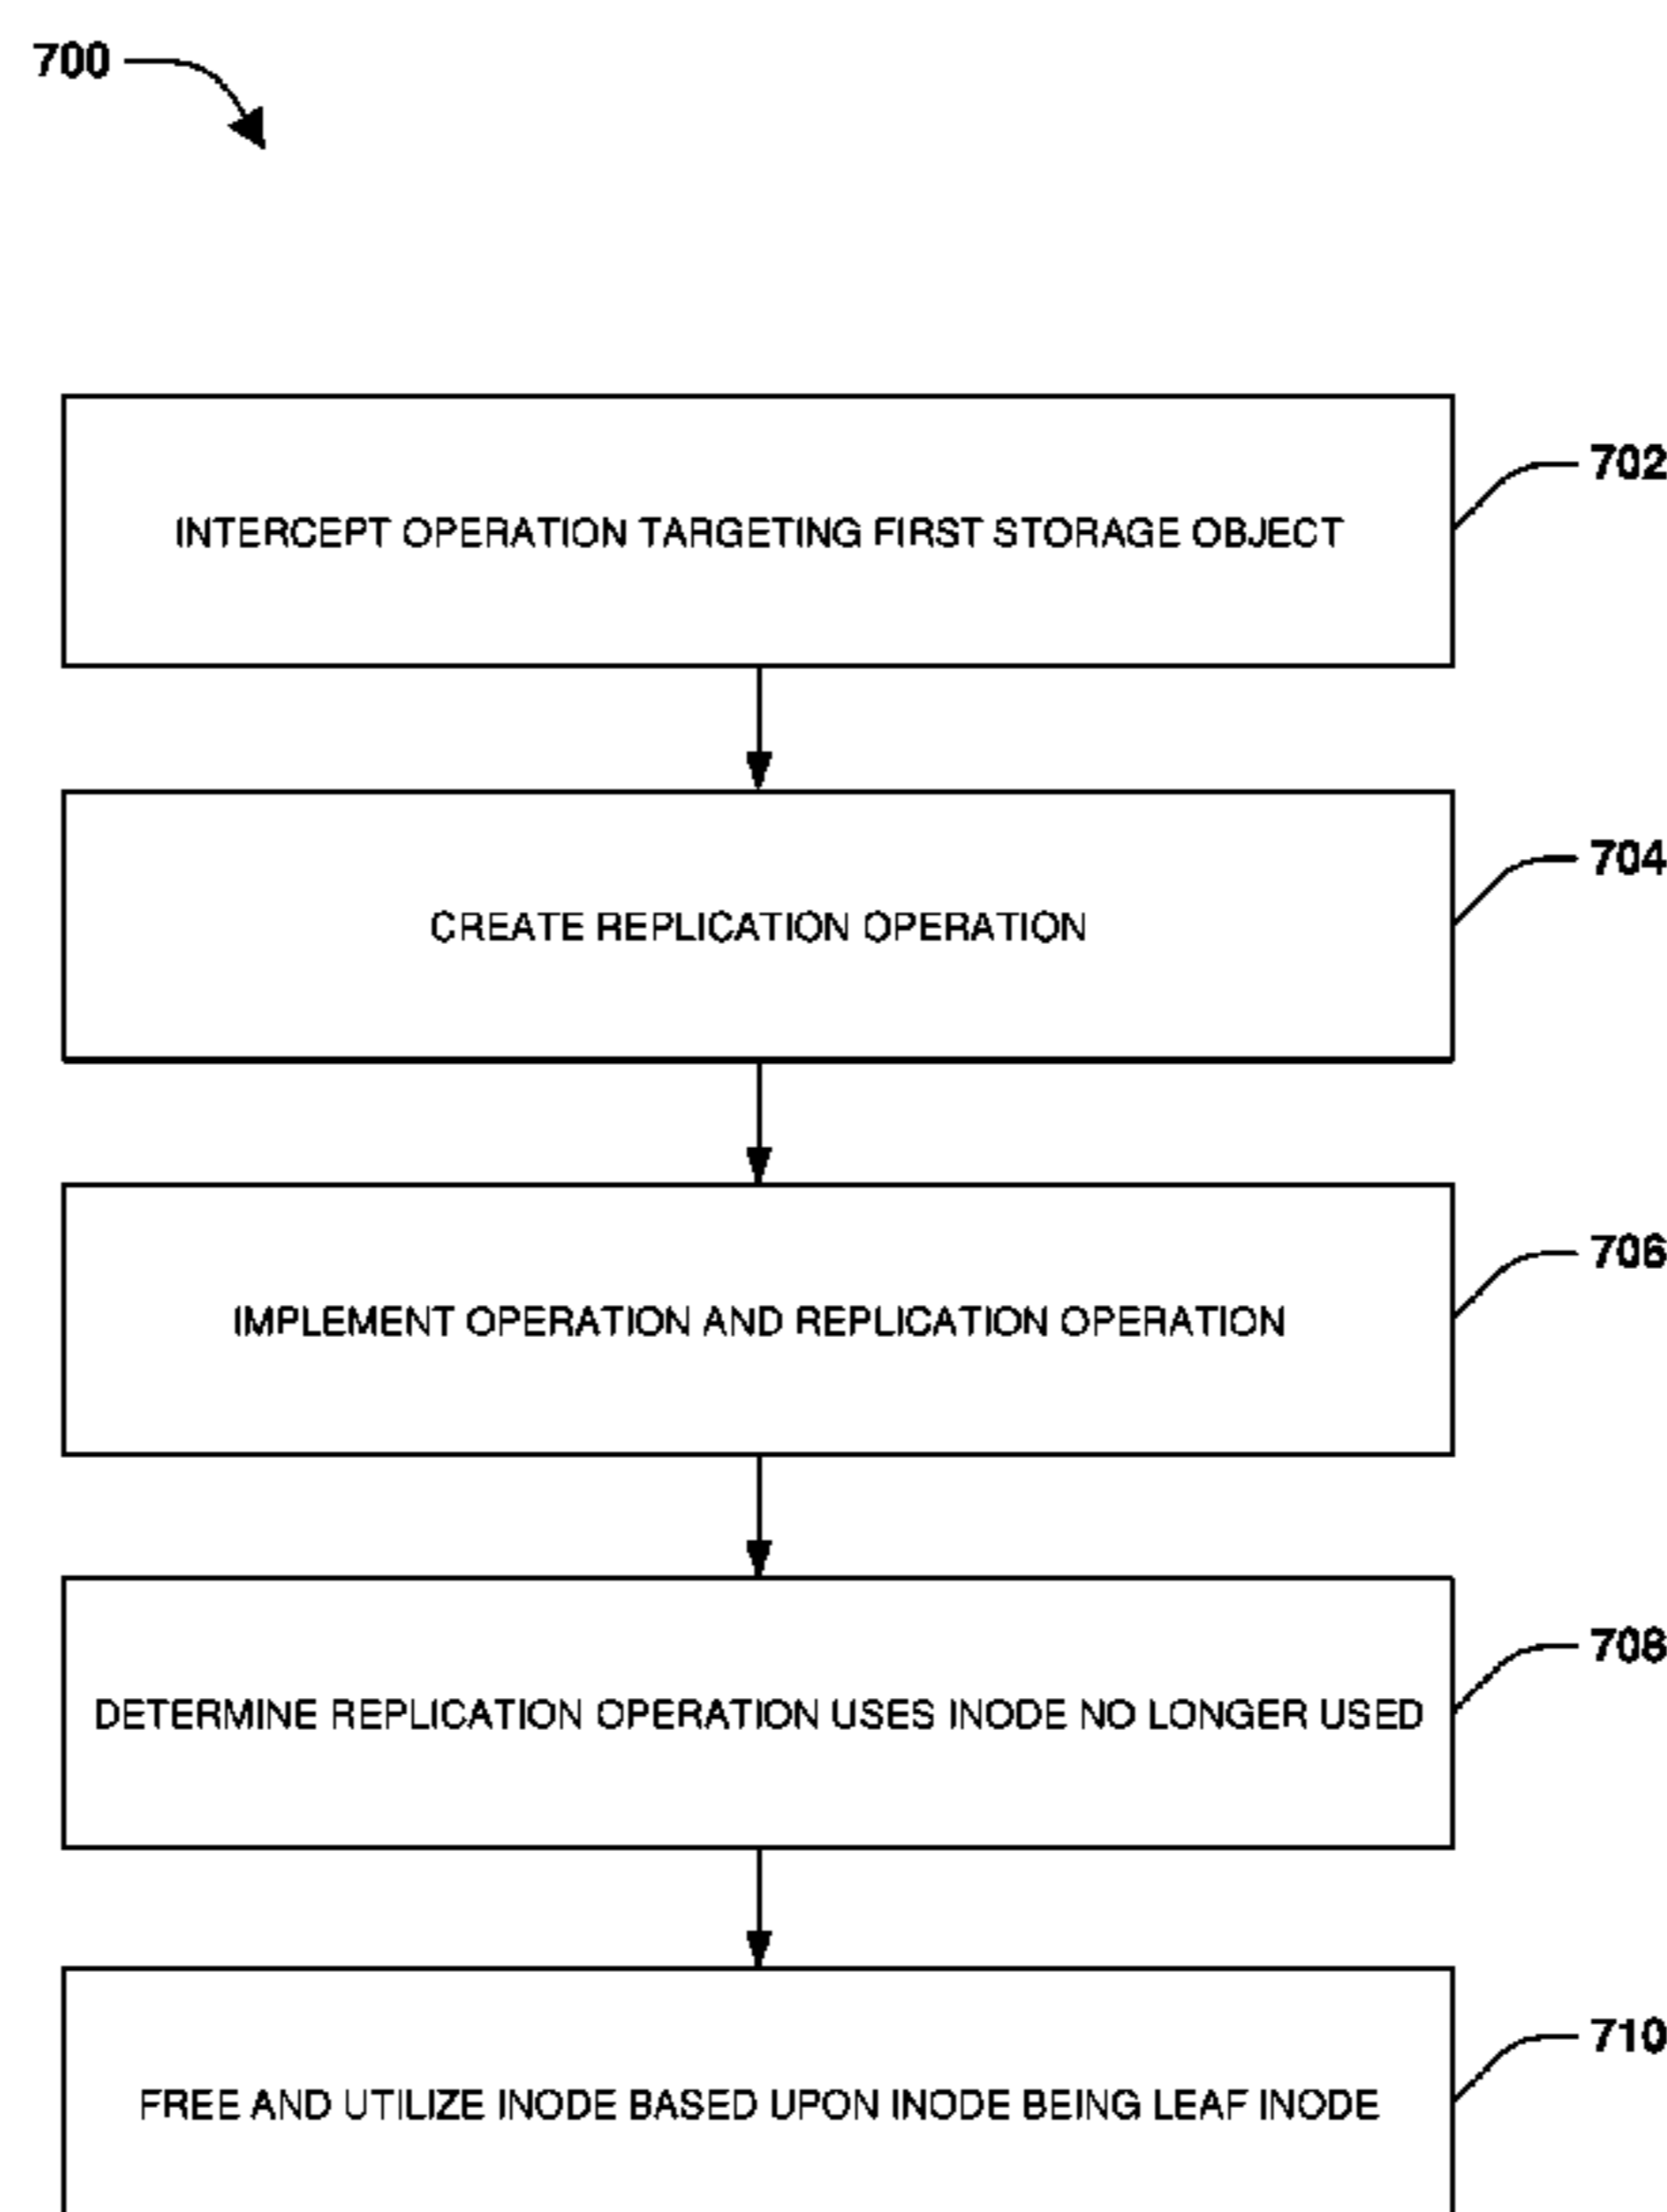 700
INTERCEPT OPERATION TARGETING FIRST STORAGE OBJECT
702
CREATE REPLICATION OPERATION
704
IMPLEMENT OPERATION AND REPLICATION OPERATION
706
DETERMINE REPLICATION OPERATION USES INODE NO LONGER USED
708
FREE AND UTILIZE INODE BASED UPON INODE BEING LEAF INODE
710